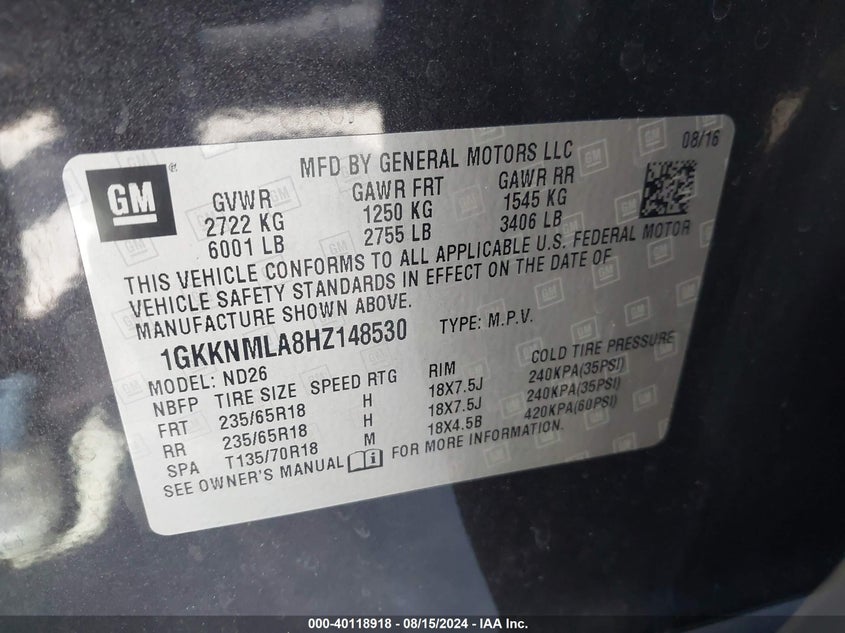 08/16
MFD BY GENERAL MOTORS LLC
GM®
GVWR GAWR FRT GAWR RR
2722 KG 1250 KG 1545 KG
6001 LB 2755 LB 3406 LB
THIS VEHICLE CONFORMS TO ALL APPLICABLE U.S. FEDERAL MOTOR
VEHICLE SAFETY STANDARDS IN EFFECT ON THE DATE OF
MANUFACTURE SHOWN ABOVE.
1GKKNMLA8HZ148530 TYPE: M.P.V.
MODEL: ND26
NBFP TIRE SIZE SPEED RTG RIM COLD TIRE PRESSURE
FRT 235/65R18 H 18X7.5J 240KPA(35PSI)
RR 235/65R18 H 18X7.5J 240KPA(35PSI)
SPA T135/70R18 M 18X4.5B 420KPA(60PSI)
SEE OWNER'S MANUAL FOR MORE INFORMATION.
000-40118918 - 08/15/2024 - IAA Inc.